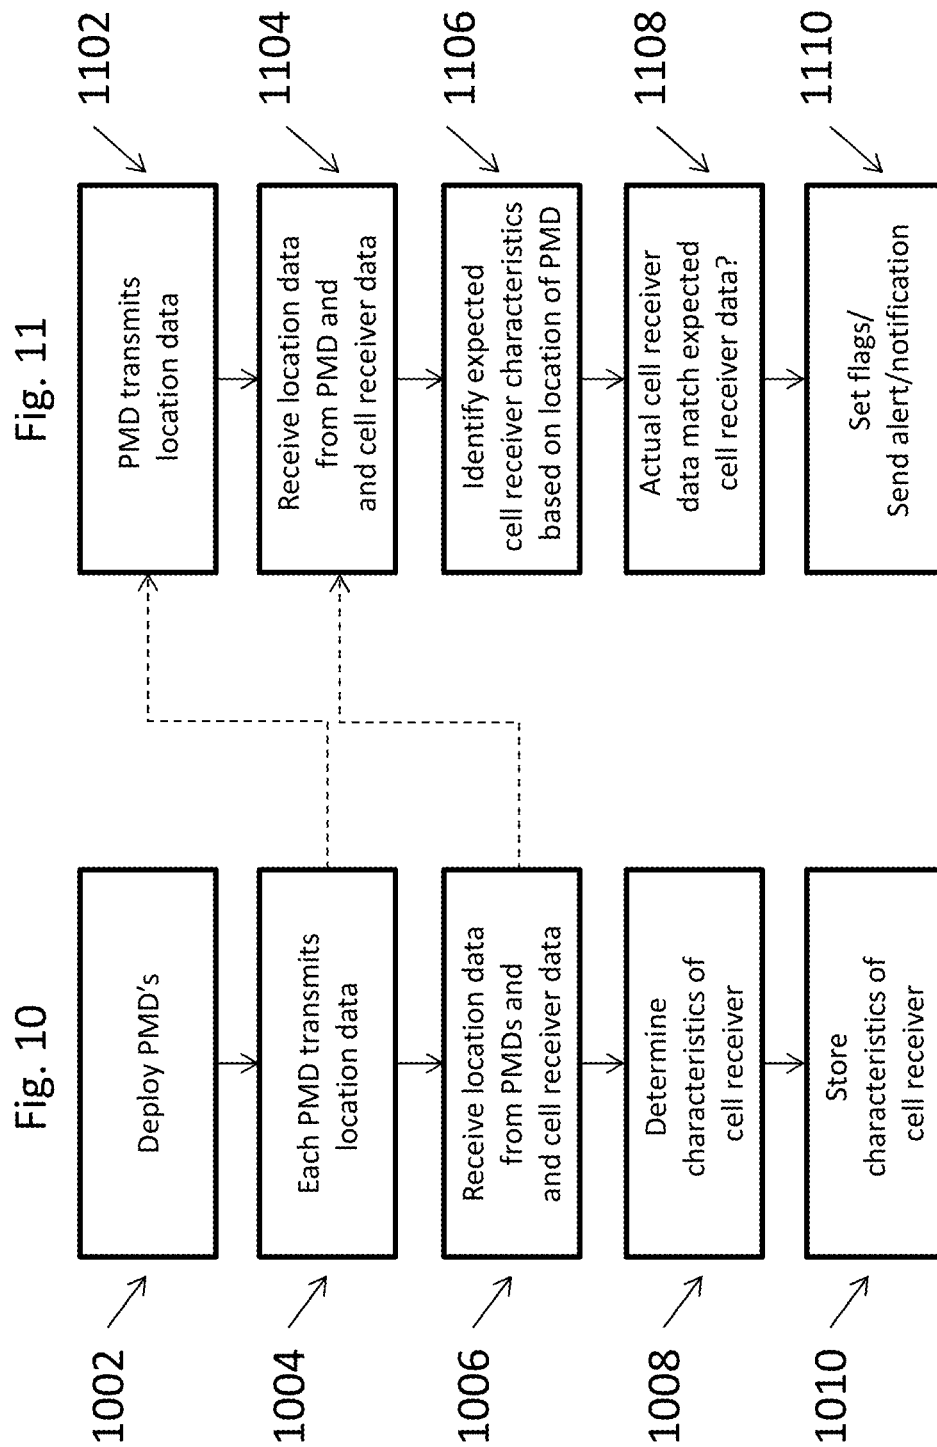 Fig. 10
1002
Deploy PMD's
1004
Each PMD transmits
location data
1006
Receive location data
from PMDs and
and cell receiver data
1008
Determine
characteristics of
cell receiver
1010
Store
characteristics of
cell receiver
Fig. 11
PMD transmits
location data
1102
Receive location data
from PMD and
and cell receiver data
1104
Identify expected
cell receiver characteristics
based on location of PMD
1106
Actual cell receiver
data match expected
cell receiver data?
1108
Set flags/
Send alert/notification
1110